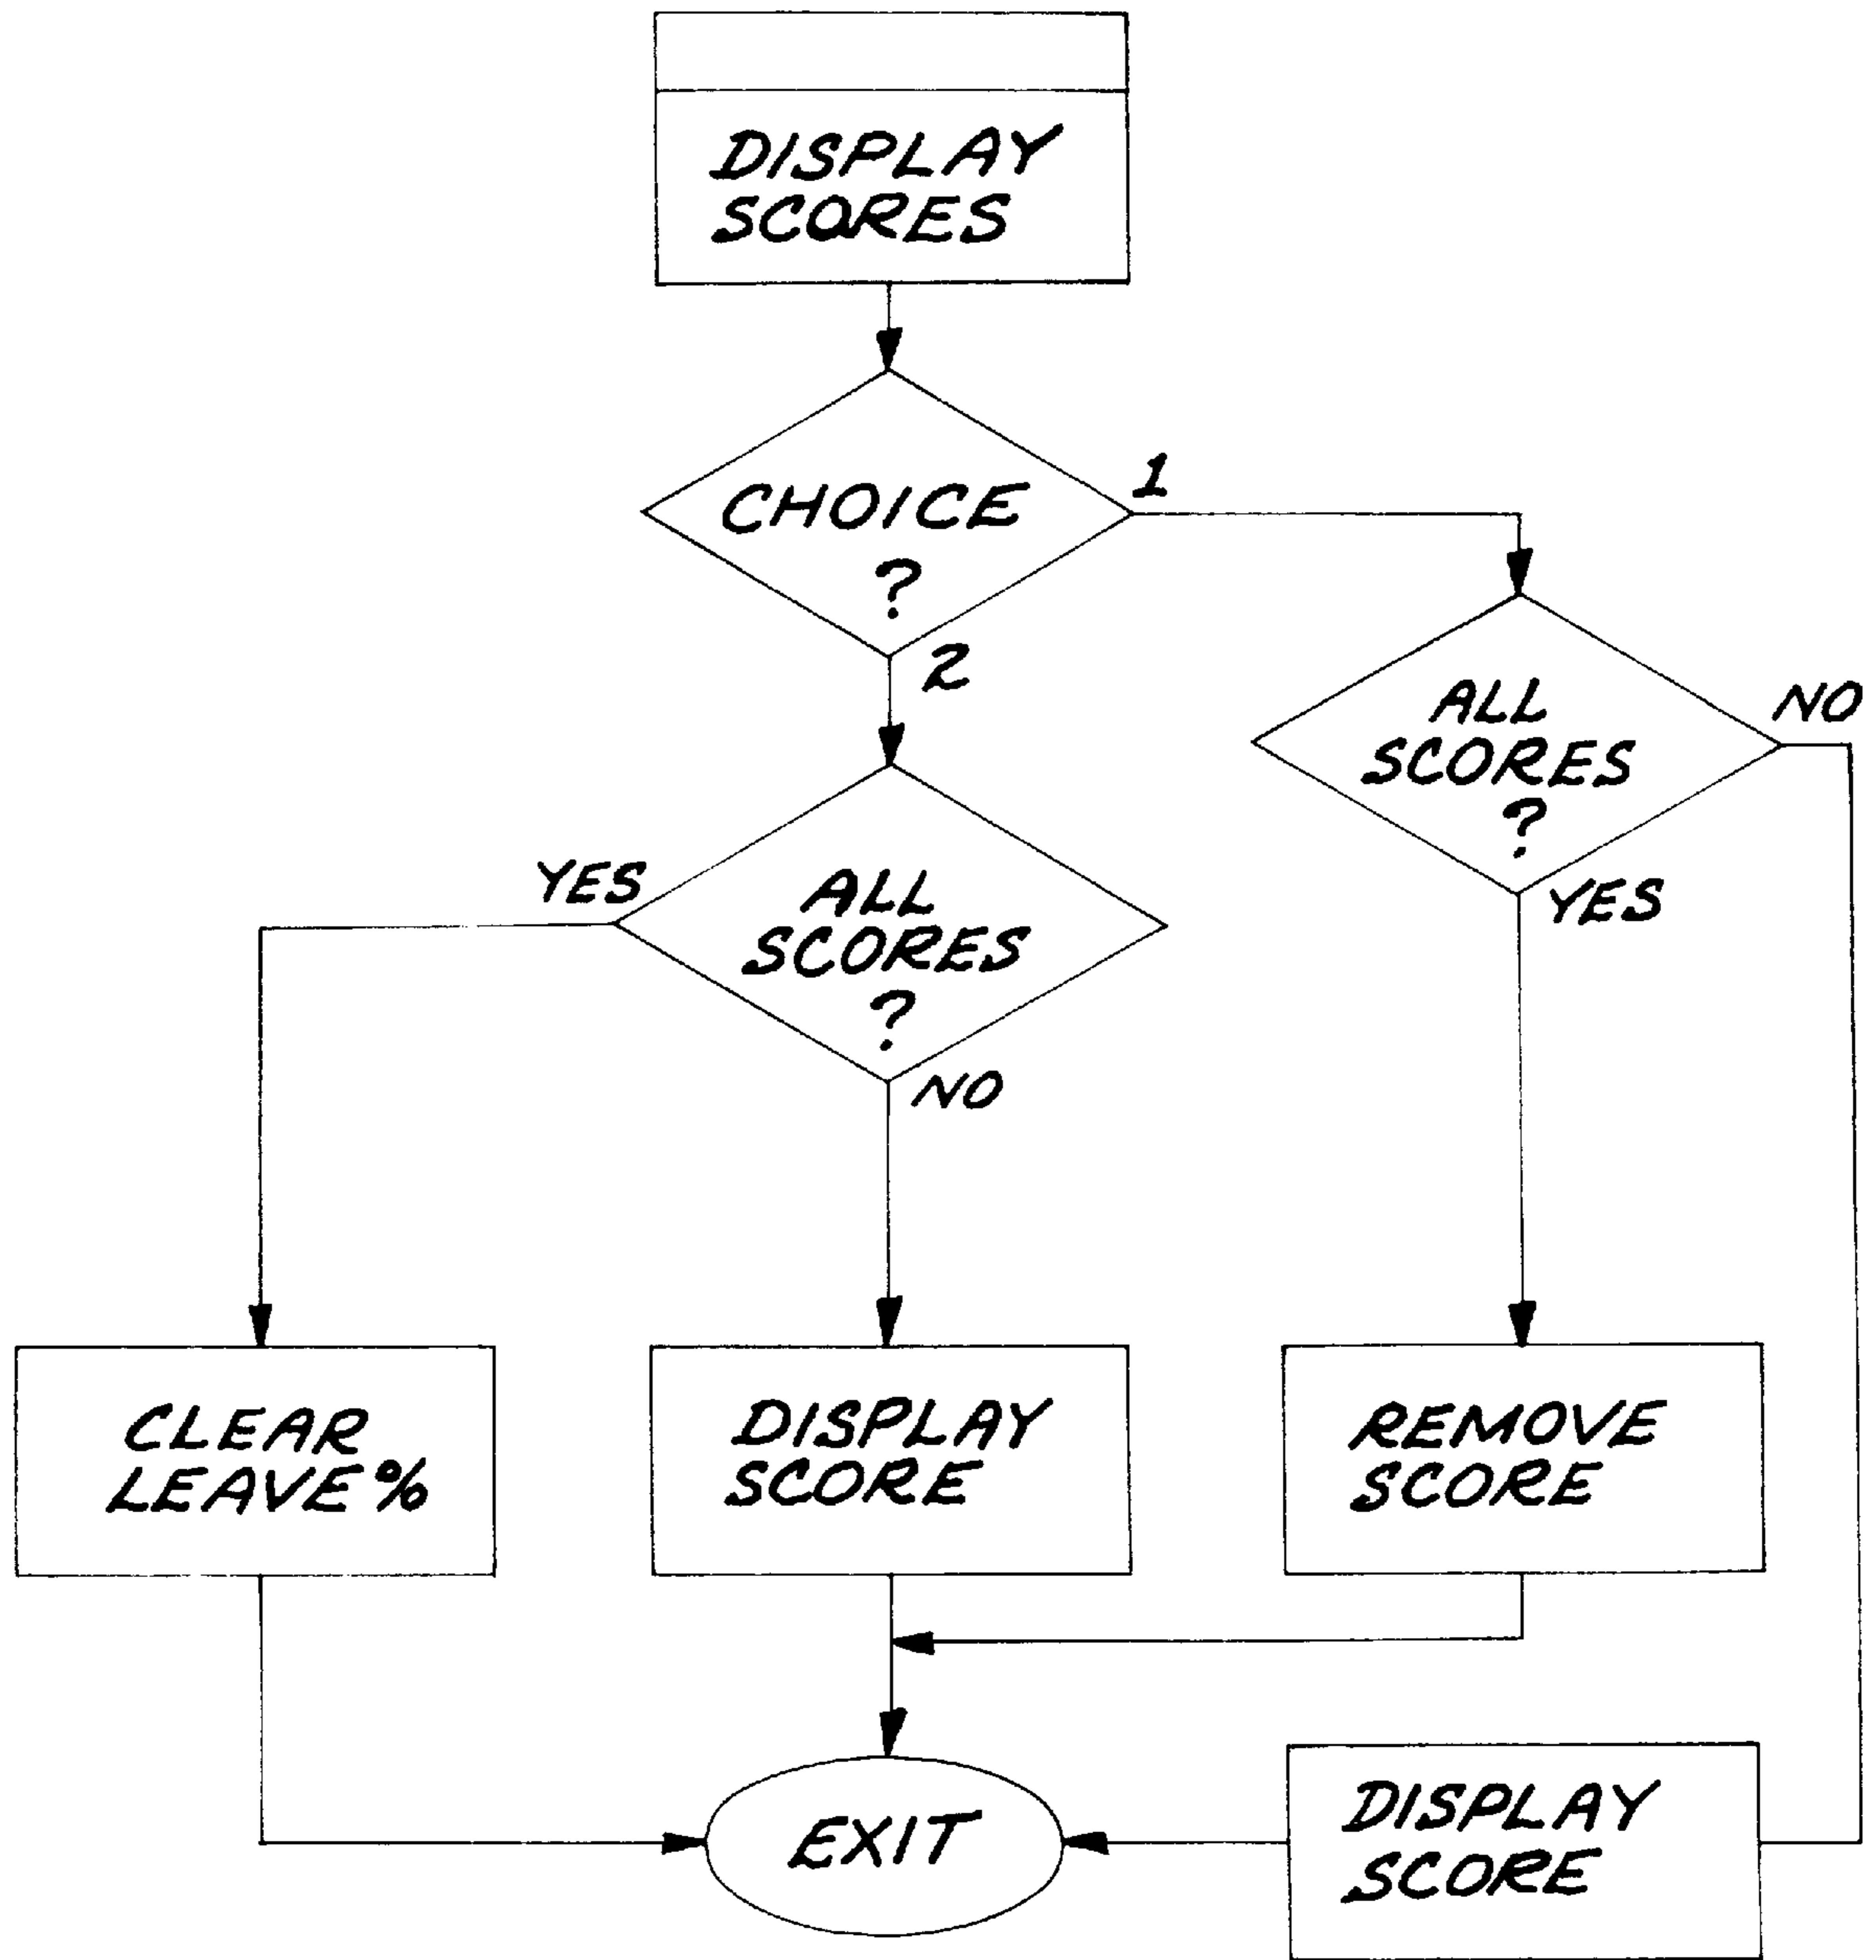 DISPLAY
SCORES
CHOICE
?
1
2
ALL
SCORES
?
NO
YES
YES
ALL
SCORES
?
NO
CLEAR
LEAVE %
DISPLAY
SCORE
REMOVE
SCORE
EXIT
DISPLAY
SCORE